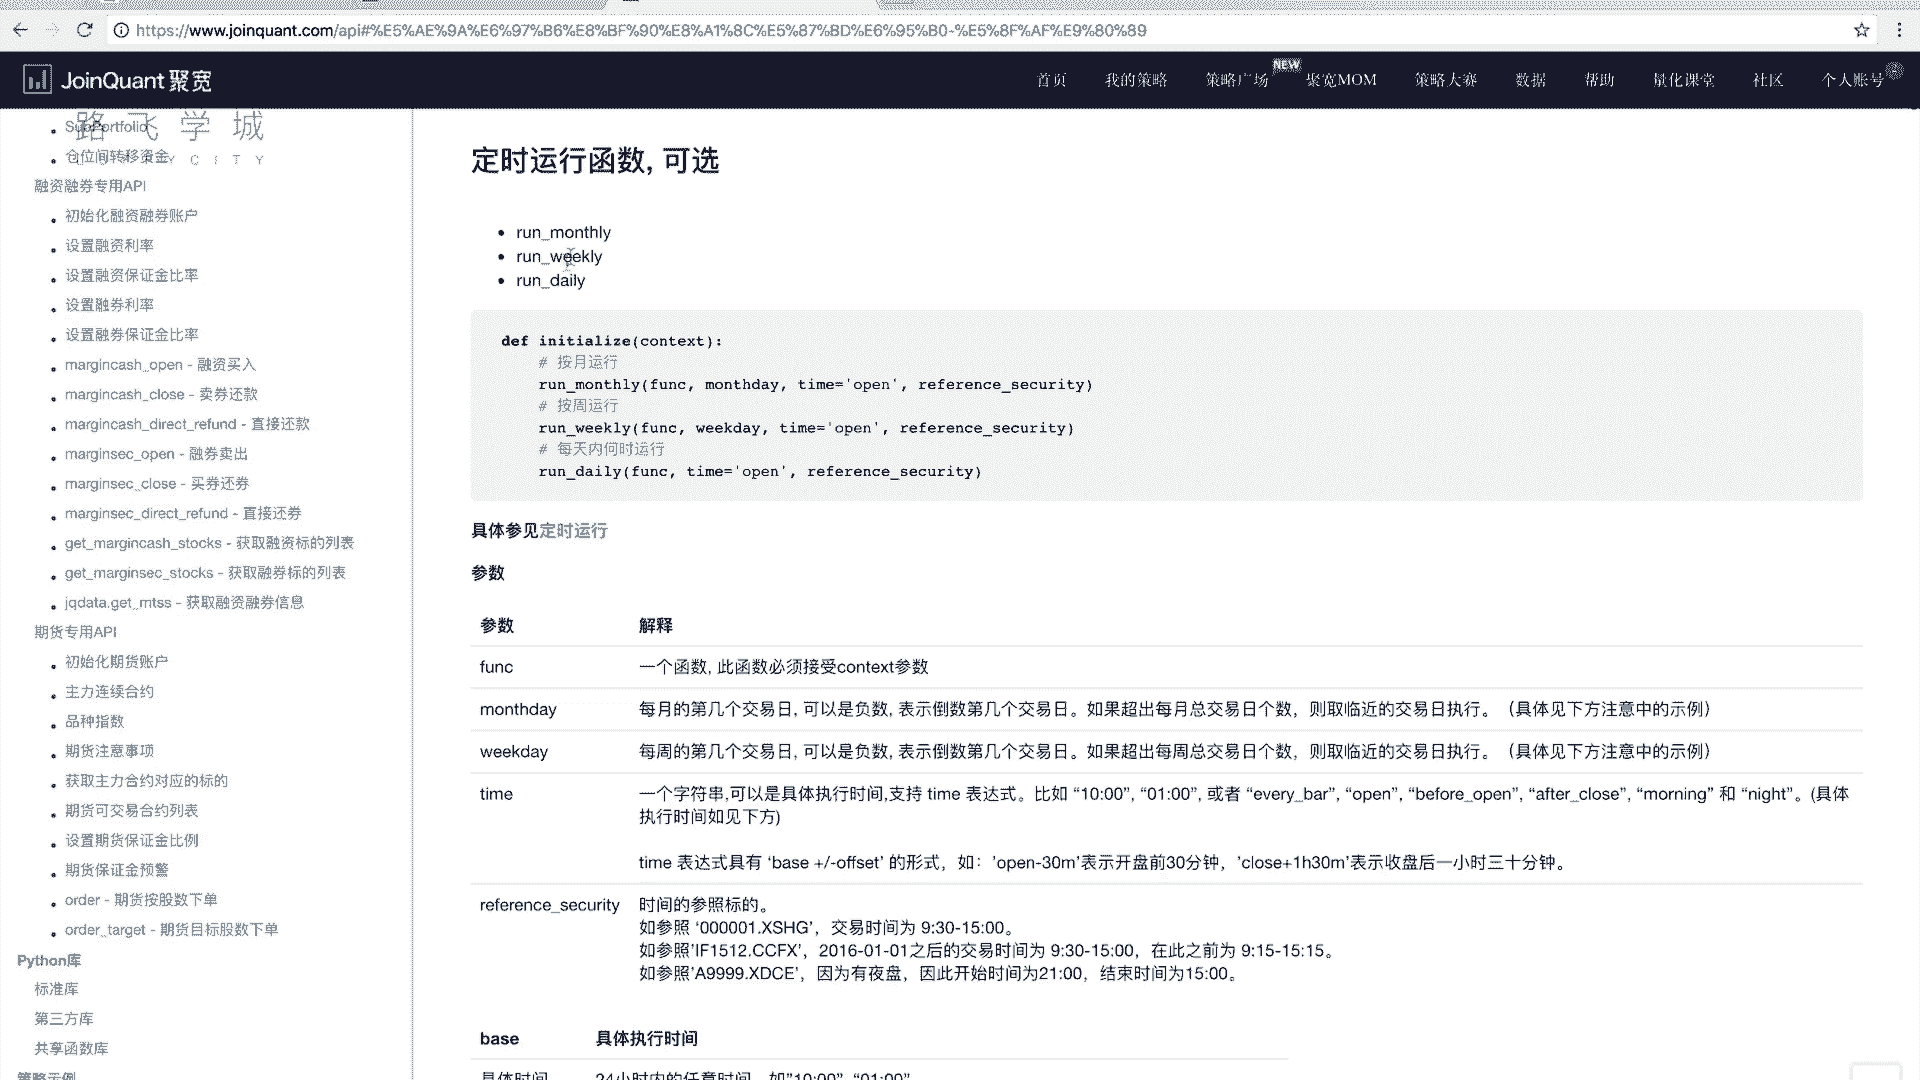 https://www.joinquant.com/api#%E5%AE%9A%E6%97%B6%E8%BF%90%E8%A1%8C%E5%87%BD%E6%95%B0-%E5%8F%AF%E9%80%89
JoinQuant 聚宽
首页 我的策略 策略广场 NEW 聚宽MOM 策略大赛 数据 帮助 量化课堂 社区 个人账号
路飞学城
SubPortfolio
仓位间转移资金
融资融券专用API
初始化融资融券账户
设置融资利率
设置融资保证金比率
设置融券利率
设置融券保证金比率
margincash_open - 融资买入
margincash_close - 卖券还款
margincash_direct_refund - 直接还款
marginsec_open - 融券卖出
marginsec_close - 买券还券
marginsec_direct_refund - 直接还券
get_margincash_stocks - 获取融资标的列表
get_marginsec_stocks - 获取融券标的列表
jqdata.get_mtss - 获取融资融券信息
期货专用API
初始化期货账户
主力连续合约
品种指数
期货注意事项
获取主力合约对应的标的
期货可交易合约列表
设置期货保证金比例
期货保证金预警
order - 期货按股数下单
order_target - 期货目标股数下单
Python库
标准库
第三方库
共享函数库
策略示例
定时运行函数, 可选
run_monthly
run_weekly
run_daily
def initialize(context):
# 按月运行
run_monthly(func, monthday, time='open', reference_security)
# 按周运行
run_weekly(func, weekday, time='open', reference_security)
# 每天内何时运行
run_daily(func, time='open', reference_security)
具体参见定时运行
参数
参数 解释
func 一个函数, 此函数必须接受context参数
monthday 每月的第几个交易日, 可以是负数, 表示倒数第几个交易日。如果超出每月总交易日个数，则取临近的交易日执行。（具体见下方注意中的示例）
weekday 每周的第几个交易日, 可以是负数, 表示倒数第几个交易日。如果超出每周总交易日个数，则取临近的交易日执行。（具体见下方注意中的示例）
time 一个字符串,可以是具体执行时间,支持 time 表达式。比如 “10:00”, “01:00”, 或者 “every_bar”, “open”, “before_open”, “after_close”, “morning” 和 “night”。(具体
执行时间如见下方)
time 表达式具有 ‘base +/-offset’ 的形式，如：’open-30m’表示开盘前30分钟，’close+1h30m’表示收盘后一小时三十分钟。
reference_security 时间的参照标的。
如参照 ‘000001.XSHG’，交易时间为 9:30-15:00。
如参照’IF1512.CCFX’，2016-01-01之后的交易时间为 9:30-15:00，在此之前为 9:15-15:15。
如参照’A9999.XDCE’，因为有夜盘，因此开始时间为21:00，结束时间为15:00。
base 具体执行时间
具体时间 24小时内的任意时间，如”10:00”, “01:00”